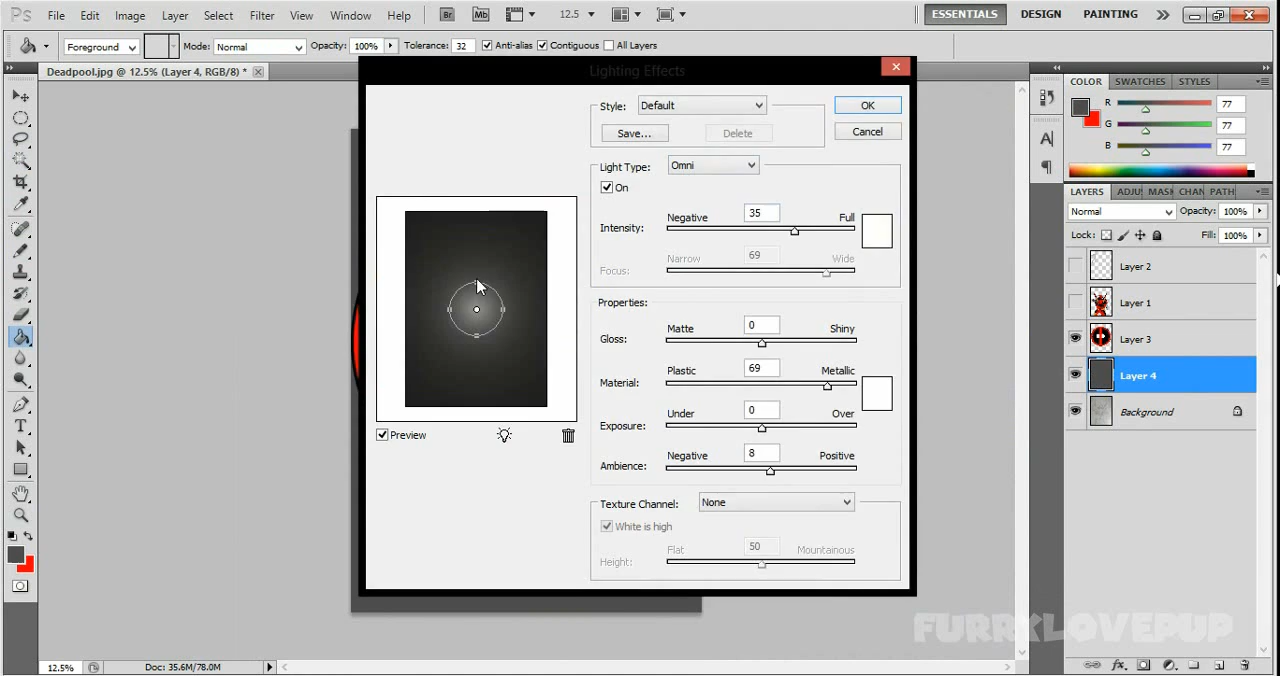 Ps File Edit Image Layer Select Filter View Window Help Br Mb 12.5 ESSENTIALS DESIGN PAINTING
Foreground Mode: Normal Opacity: 100% Tolerance: 32 Anti-alias Contiguous All Layers
Deadpool.jpg @ 12.5% (Layer 4, RGB/8) *
Lighting Effects
Style: Default OK
Save... Delete Cancel
Light Type: Omni
On
Negative 35 Full
Intensity:
Narrow 69 Wide
Focus:
Properties:
Matte 0 Shiny
Gloss:
Plastic 69 Metallic
Material:
Under 0 Over
Exposure:
Negative 8 Positive
Ambience:
Texture Channel: None
White is high
Flat 50 Mountainous
Height:
Preview
COLOR SWATCHES STYLES
R 77
G 77
B 77
LAYERS ADJU MASK CHAN PATH
Normal Opacity: 100%
Lock: Fill: 100%
Layer 2
Layer 1
Layer 3
Layer 4
Background
A
T
fx
FURRKLOVEPUP
12.5% Doc: 35.6M/78.0M